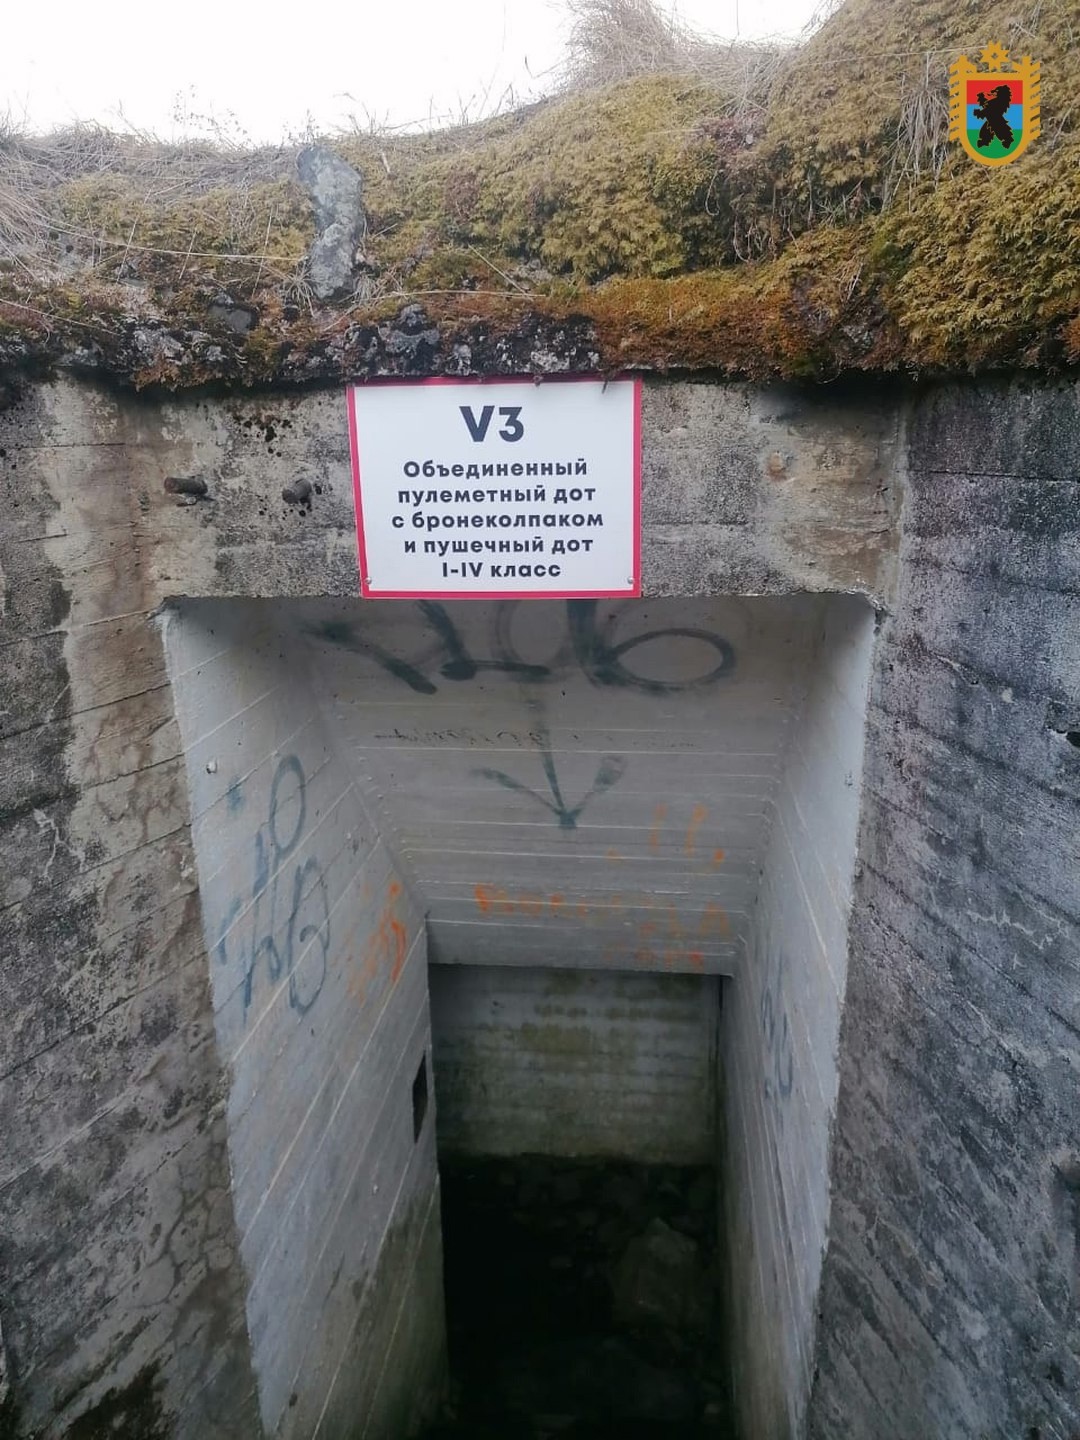 V3
Объединенный
пулеметный дот
с бронеколпаком
и пушечный дот
I-IV класс